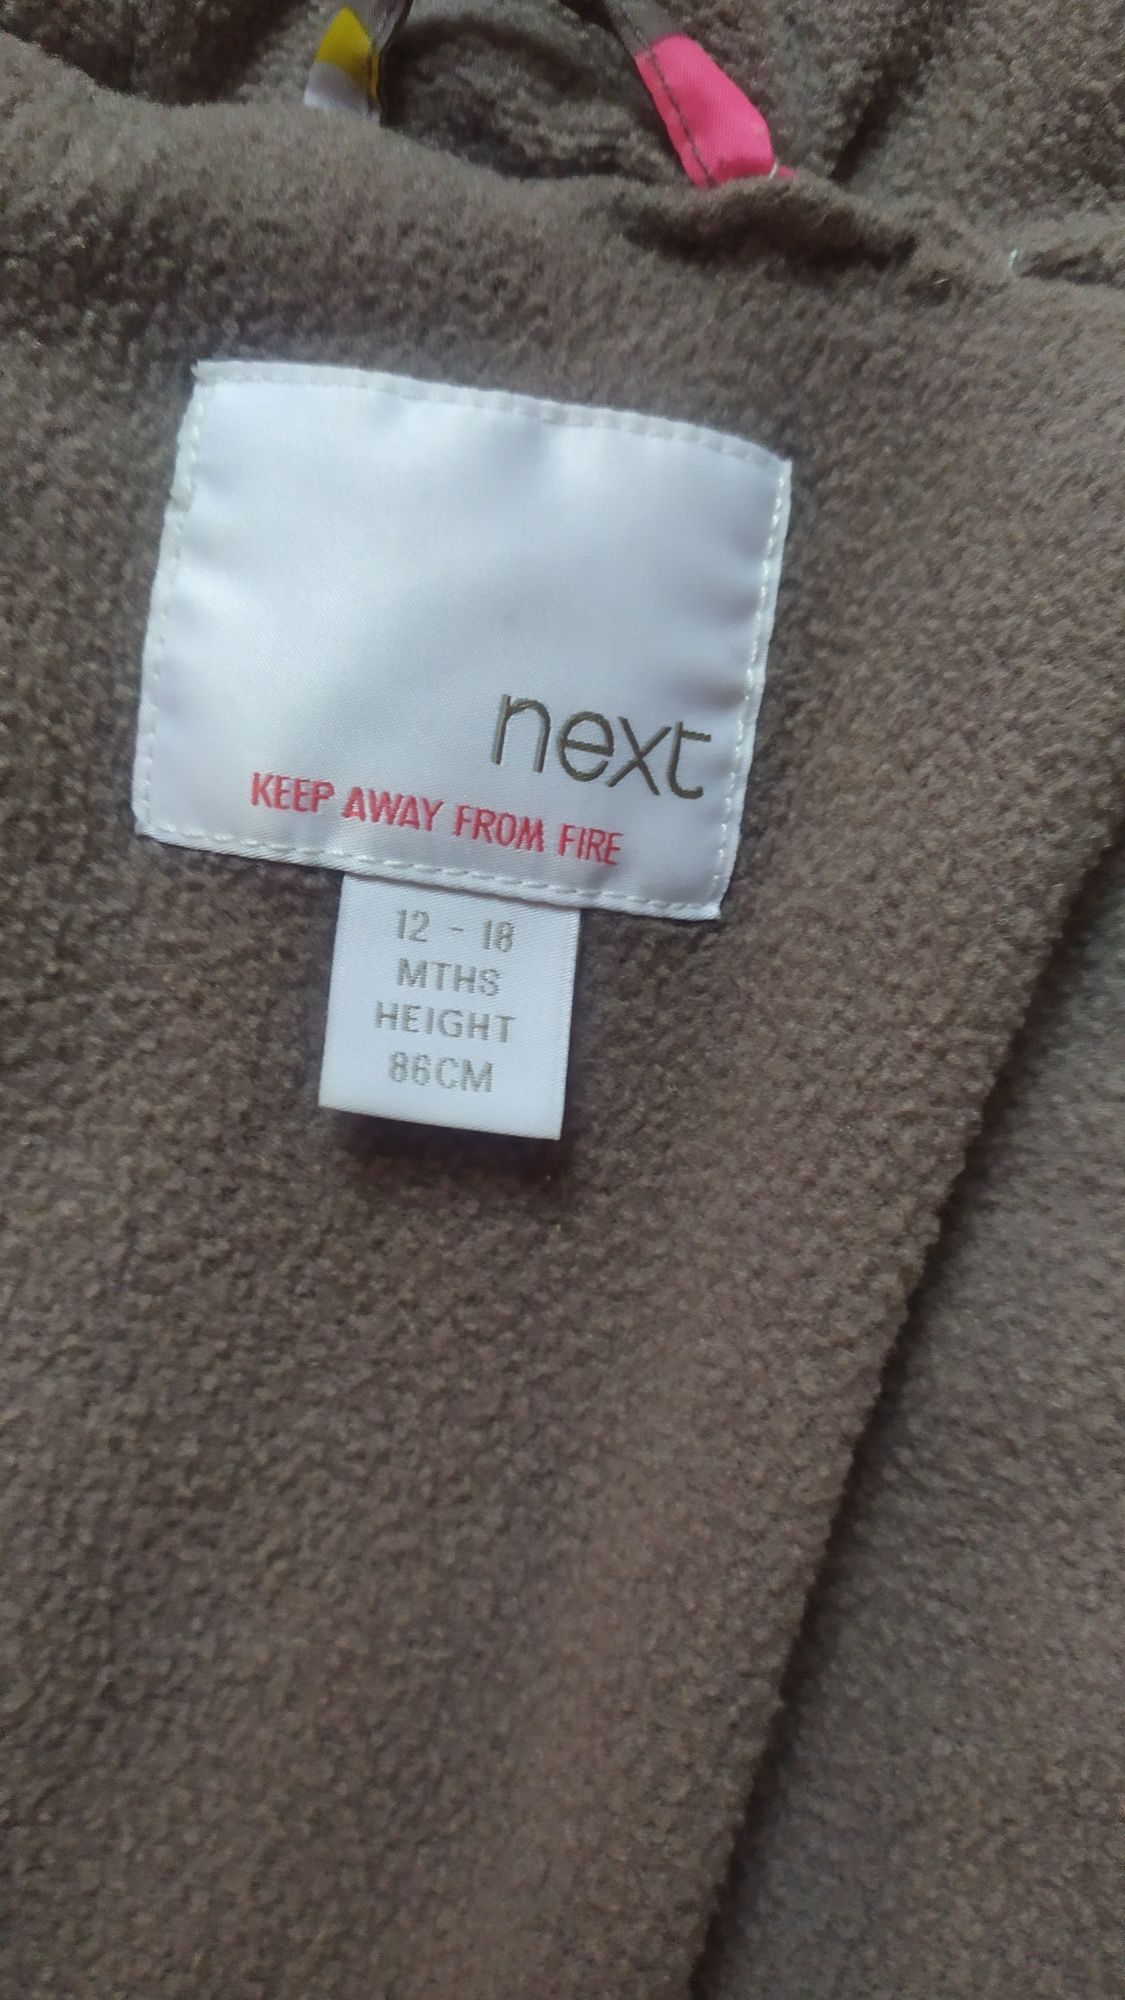 next
KEEP AWAY FROM FIRE
12 - 18
MTHS
HEIGHT
86CM